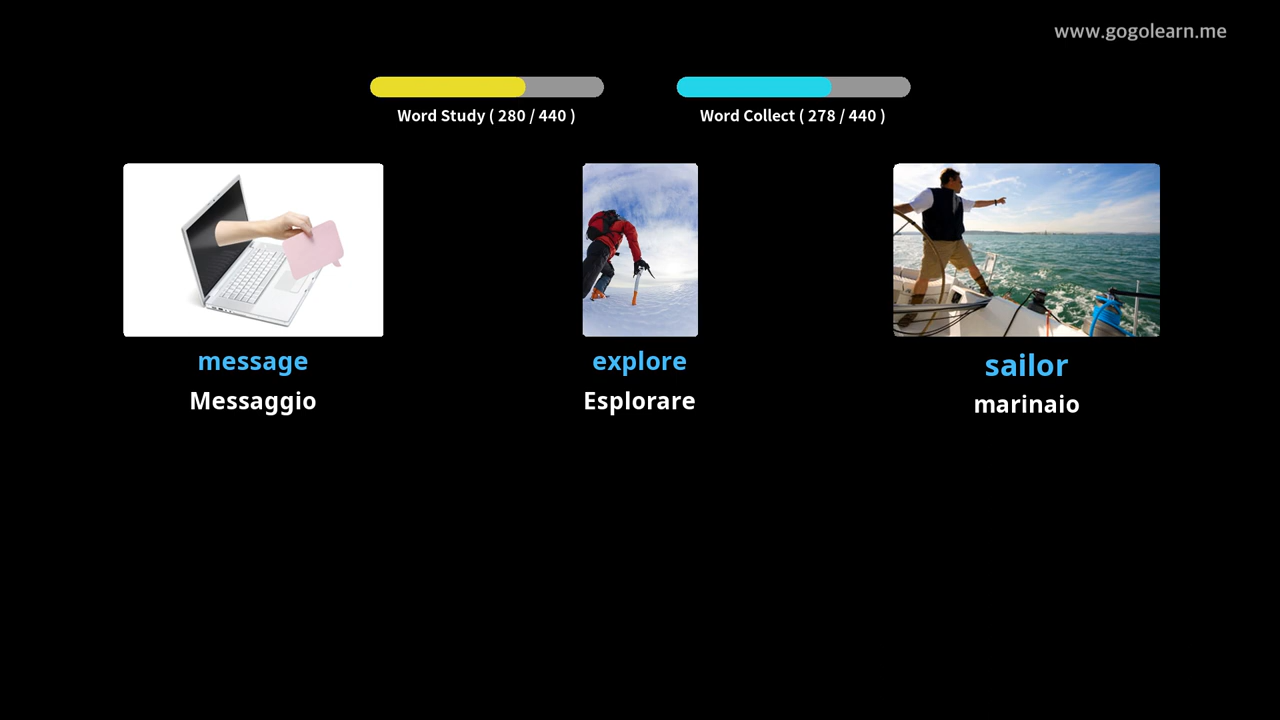 www.gogolearn.me
Word Study ( 280 / 440 )
Word Collect ( 278 / 440 )
message
Messaggio
explore
Esplorare
sailor
marinaio